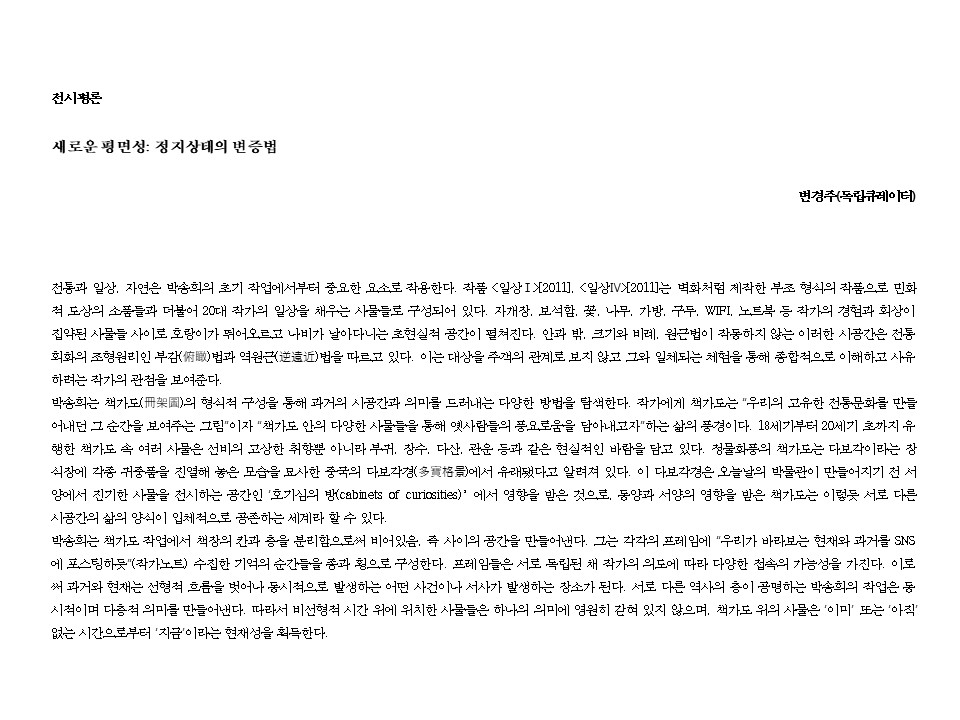 전시평론
새로운 평면성: 정지상태의 변증법
변경주(독립큐레이터)
전통과 일상, 자연은 박송희의 초기 작업에서부터 중요한 요소로 작용한다. 작품 <일상Ⅰ>[2011], <일상Ⅳ>[2011]는 벽화처럼 제작한 부조 형식의 작품으로 민화
적 도상의 소품들과 더불어 20대 작가의 일상을 채우는 사물들로 구성되어 있다. 자개장, 보석함, 꽃, 나무, 가방, 구두, WIFI, 노트북 등 작가의 경험과 회상이
집약된 사물들 사이로 호랑이가 뛰어오르고 나비가 날아다니는 초현실적 공간이 펼쳐진다. 안과 밖, 크기와 비례, 원근법이 작동하지 않는 이러한 시공간은 전통
회화의 조형원리인 부감(俯瞰)법과 역원근(逆遠近)법을 따르고 있다. 이는 대상을 주객의 관계로 보지 않고 그와 일체되는 체험을 통해 종합적으로 이해하고 사유
하려는 작가의 관점을 보여준다.
박송희는 책가도(冊架圖)의 형식적 구성을 통해 과거의 시공간과 의미를 드러내는 다양한 방법을 탐색한다. 작가에게 책가도는 "우리의 고유한 전통문화를 만들
어내던 그 순간을 보여주는 그림"이자 "책가도 안의 다양한 사물들을 통해 옛사람들의 풍요로움을 담아내고자"하는 삶의 풍경이다. 18세기부터 20세기 초까지 유
행한 책가도 속 여러 사물은 선비의 고상한 취향뿐 아니라 부귀, 장수, 다산, 관운 등과 같은 현실적인 바람을 담고 있다. 정물화풍의 책가도는 다보각이라는 장
식장에 각종 귀중품을 진열해 놓은 모습을 묘사한 중국의 다보각경(多寶格景)에서 유래됐다고 알려져 있다. 이 다보각경은 오늘날의 박물관이 만들어지기 전 서
양에서 진기한 사물을 전시하는 공간인 '호기심의 방(cabinets of curiosities)' 에서 영향을 받은 것으로, 동양과 서양의 영향을 받은 책가도는 이렇듯 서로 다른
시공간의 삶의 양식이 입체적으로 공존하는 세계라 할 수 있다.
박송희는 책가도 작업에서 책장의 칸과 층을 분리함으로써 비어있음, 즉 사이의 공간을 만들어낸다. 그는 각각의 프레임에 "우리가 바라보는 현재와 과거를 SNS
에 포스팅하듯"(작가노트) 수집한 기억의 순간들을 종과 횡으로 구성한다. 프레임들은 서로 독립된 채 작가의 의도에 따라 다양한 접속의 가능성을 가진다. 이로
써 과거와 현재는 선형적 흐름을 벗어나 동시적으로 발생하는 어떤 사건이나 서사가 발생하는 장소가 된다. 서로 다른 역사의 층이 공명하는 박송희의 작업은 동
시적이며 다층적 의미를 만들어낸다. 따라서 비선형적 시간 위에 위치한 사물들은 하나의 의미에 영원히 갇혀 있지 않으며, 책가도 위의 사물은 '이미' 또는 '아직'
없는 시간으로부터 '지금'이라는 현재성을 획득한다.